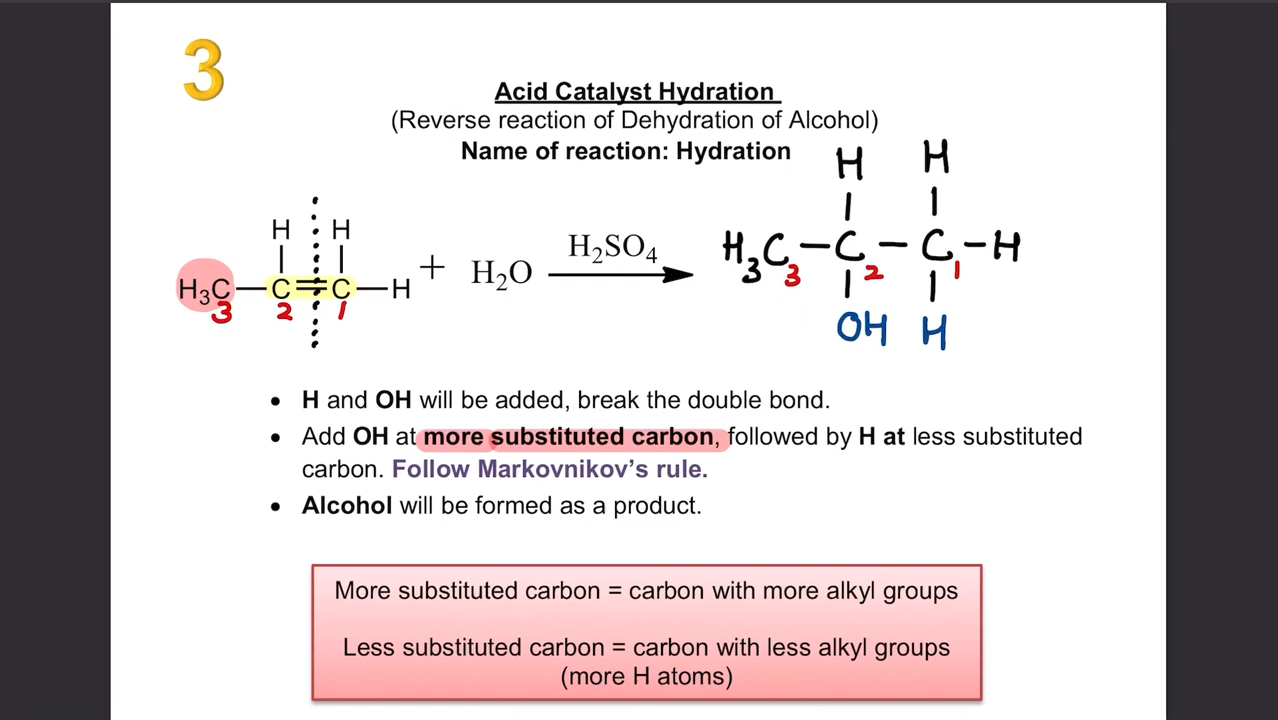 3
Acid Catalyst Hydration
(Reverse reaction of Dehydration of Alcohol)
Name of reaction: Hydration
H H
H H
H₃C—C=C—H + H₂O H₂SO₄ H₃C—C—C—H
3 2 1 3 2 1
OH H
• H and OH will be added, break the double bond.
• Add OH at more substituted carbon, followed by H at less substituted
carbon. Follow Markovnikov’s rule.
• Alcohol will be formed as a product.
More substituted carbon = carbon with more alkyl groups
Less substituted carbon = carbon with less alkyl groups
(more H atoms)